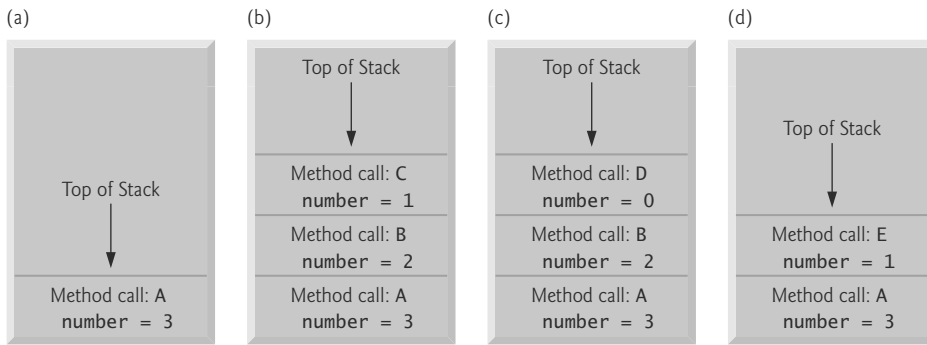 (a)
Top of Stack
Method call: A
number = 3
(b)
Top of Stack
Method call: C
number = 1
Method call: B
number = 2
Method call: A
number = 3
(c)
Top of Stack
Method call: D
number = 0
Method call: B
number = 2
Method call: A
number = 3
(d)
Top of Stack
Method call: E
number = 1
Method call: A
number = 3